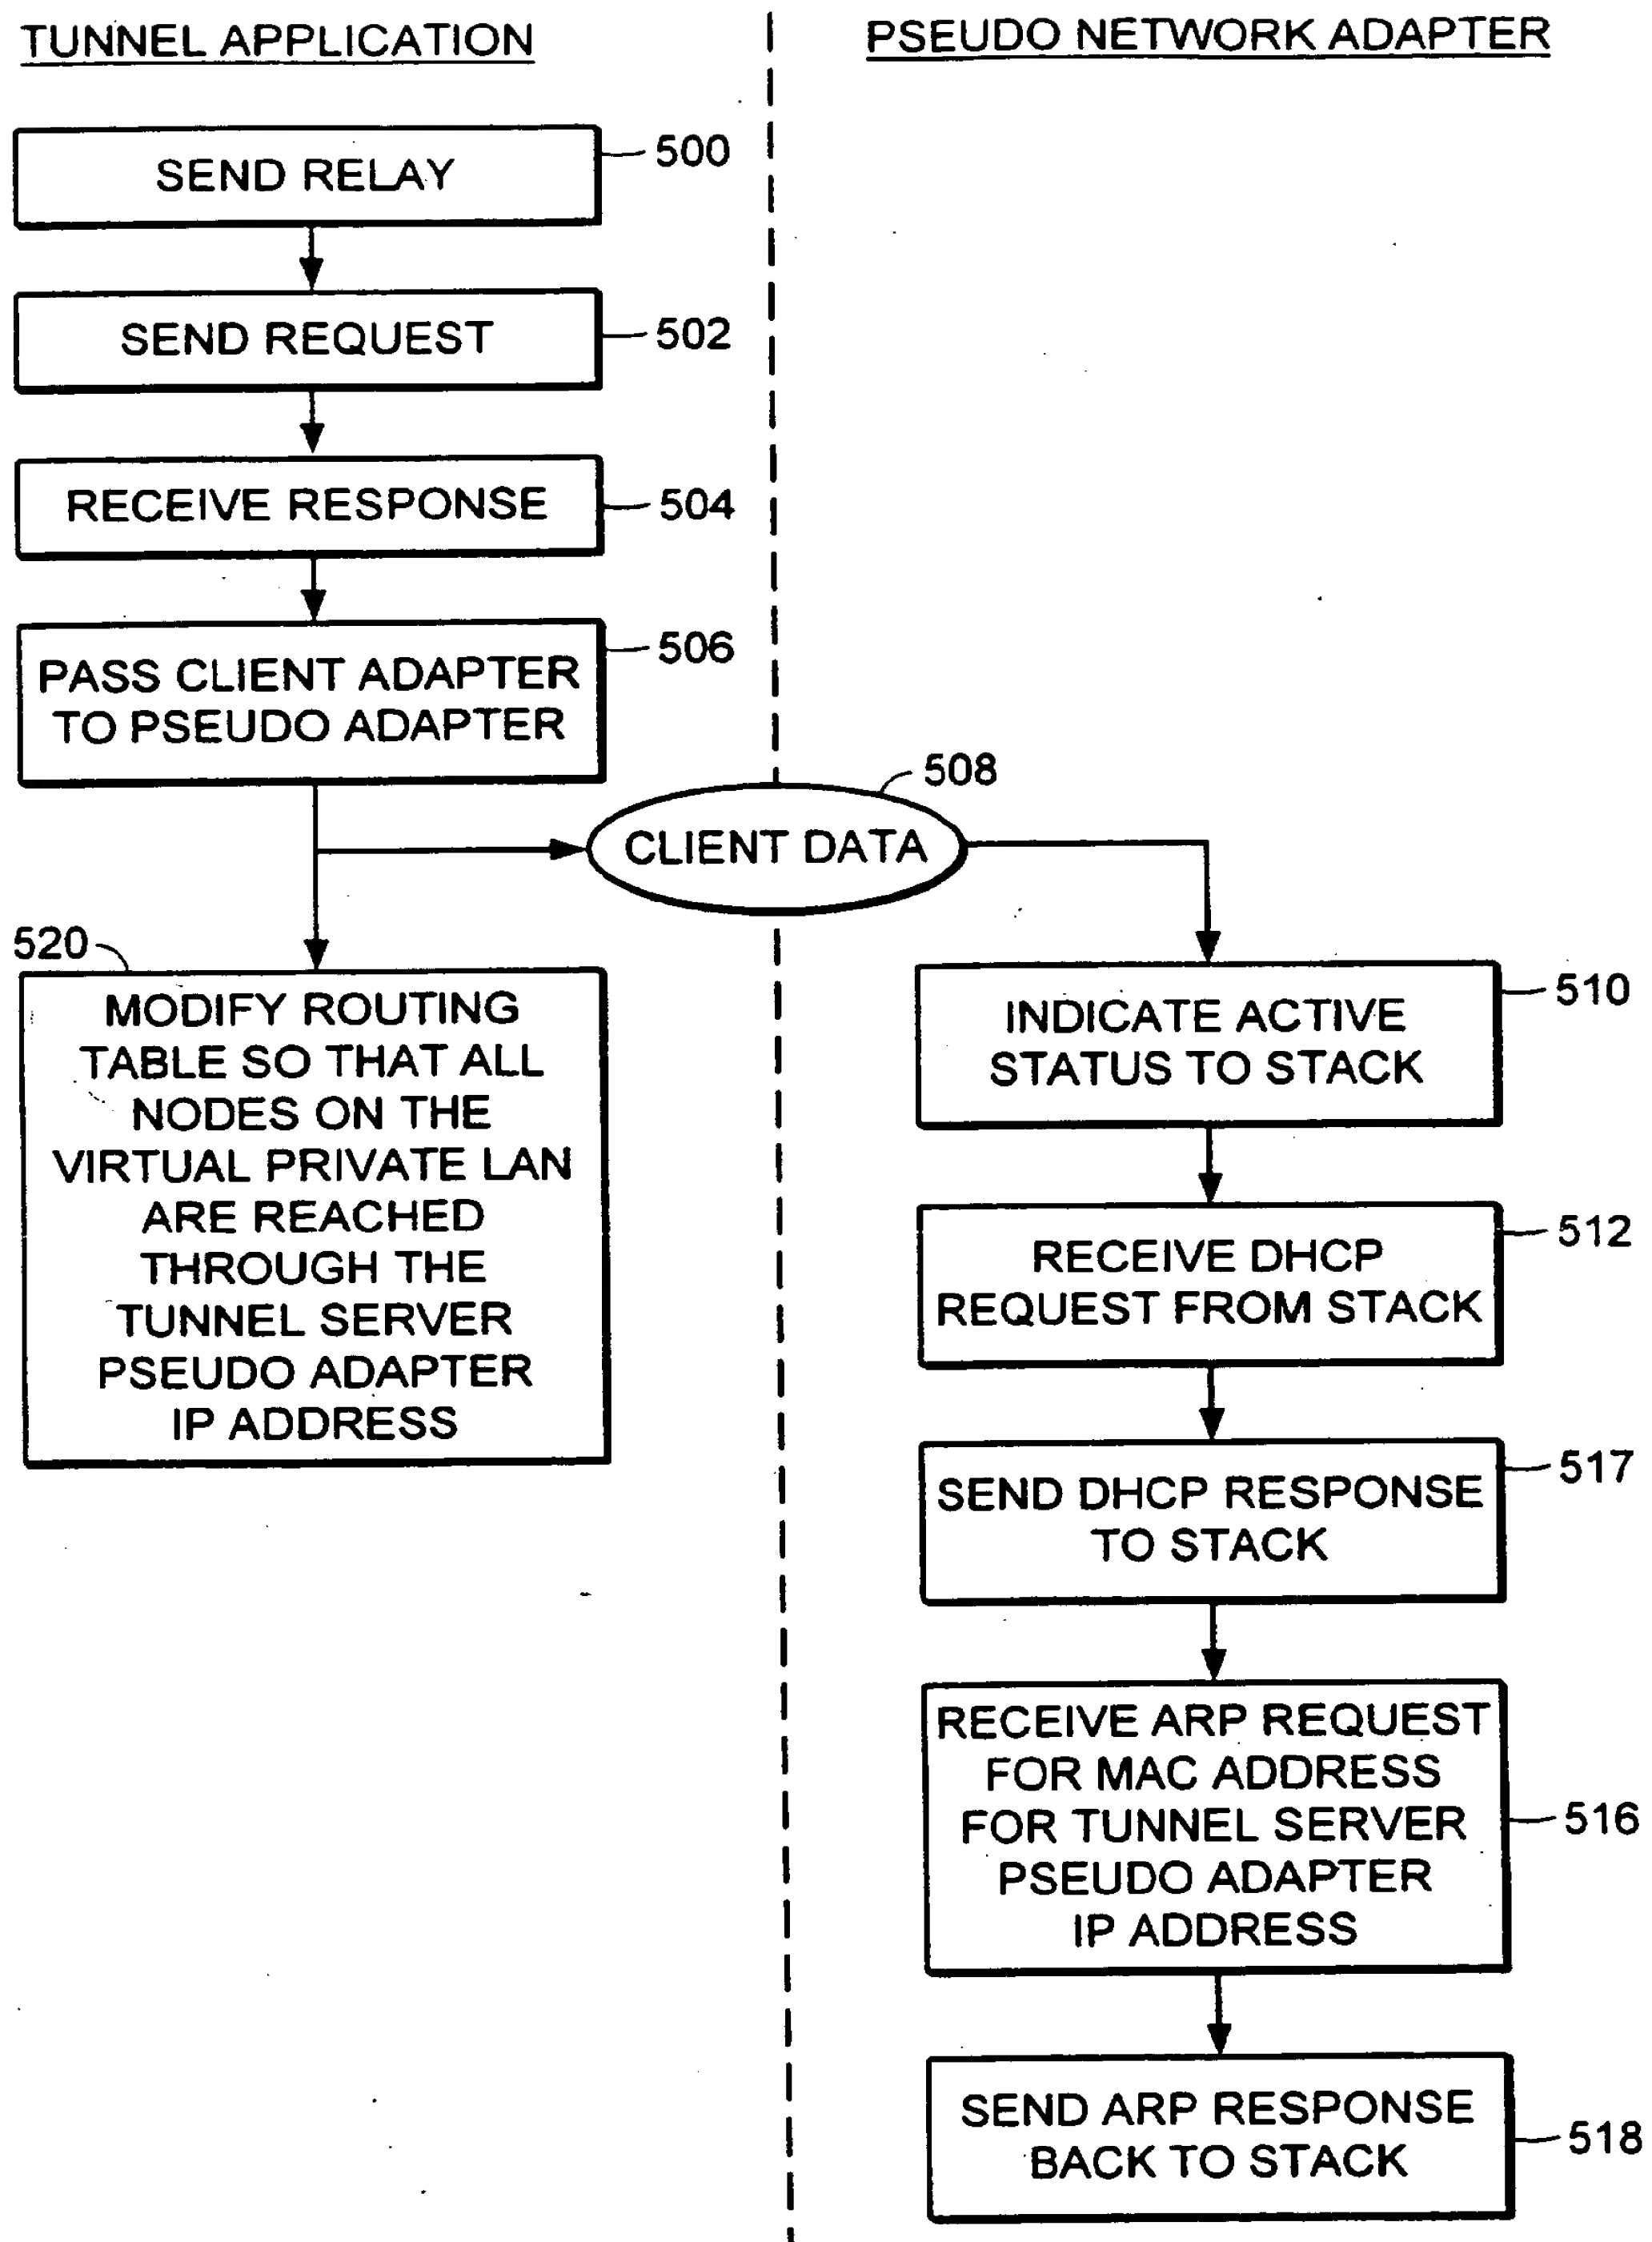 TUNNEL APPLICATION
PSEUDO NETWORK ADAPTER
SEND RELAY
500
SEND REQUEST
502
RECEIVE RESPONSE
504
PASS CLIENT ADAPTER
TO PSEUDO ADAPTER
506
CLIENT DATA
508
520
MODIFY ROUTING
TABLE SO THAT ALL
NODES ON THE
VIRTUAL PRIVATE LAN
ARE REACHED
THROUGH THE
TUNNEL SERVER
PSEUDO ADAPTER
IP ADDRESS
INDICATE ACTIVE
STATUS TO STACK
510
RECEIVE DHCP
REQUEST FROM STACK
512
SEND DHCP RESPONSE
TO STACK
517
RECEIVE ARP REQUEST
FOR MAC ADDRESS
FOR TUNNEL SERVER
PSEUDO ADAPTER
IP ADDRESS
516
SEND ARP RESPONSE
BACK TO STACK
518